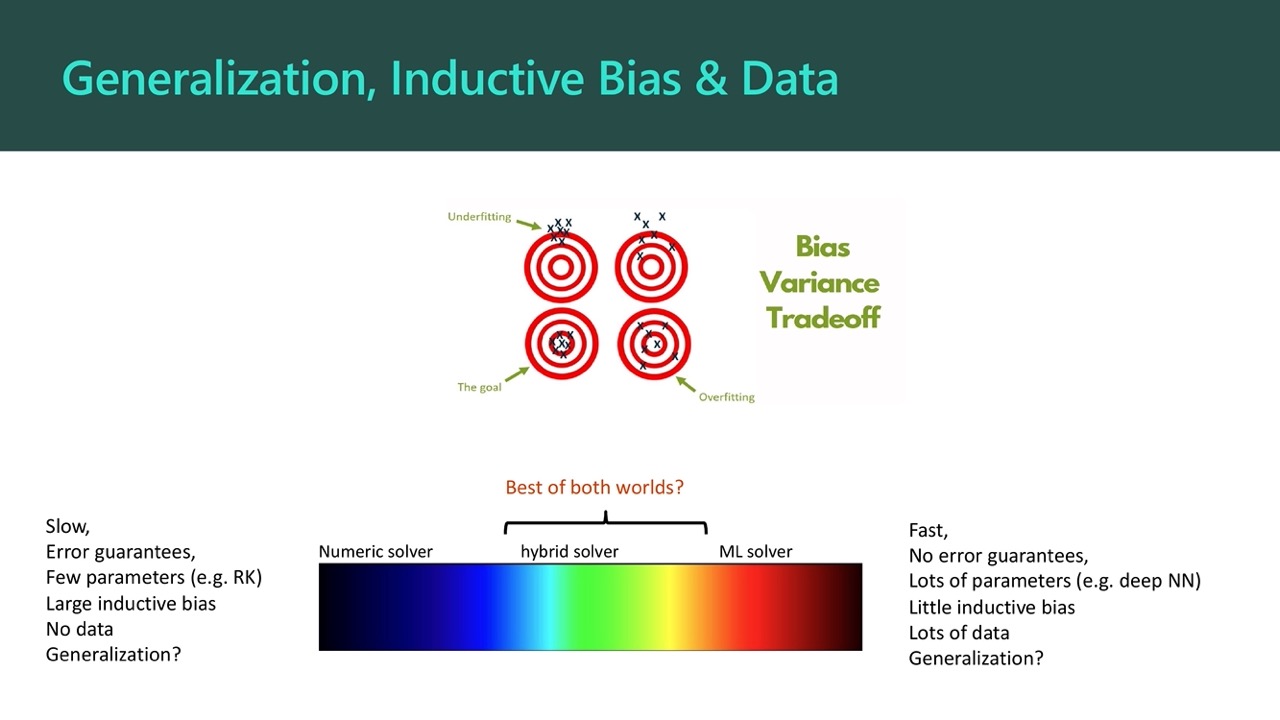 Generalization, Inductive Bias & Data
Underfitting
Bias
Variance
Tradeoff
The goal
Overfitting
Best of both worlds?
Slow,
Error guarantees,
Few parameters (e.g. RK)
Large inductive bias
No data
Generalization?
Numeric solver
hybrid solver
ML solver
Fast,
No error guarantees,
Lots of parameters (e.g. deep NN)
Little inductive bias
Lots of data
Generalization?